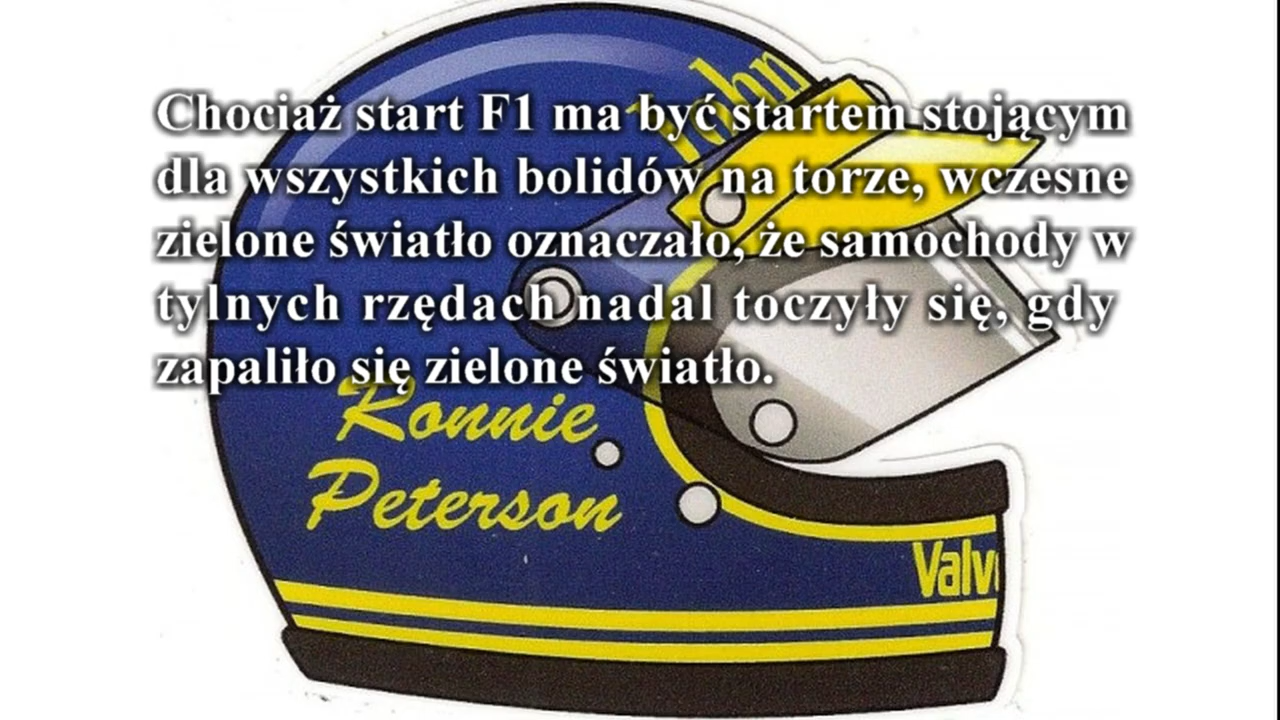 John
Chociaż start F1 ma być startem stojącym
dla wszystkich bolidów na torze, wczesne
zielone światło oznaczało, że samochody w
tylnych rzędach nadal toczyły się, gdy
zapaliło się zielone światło.
Ronnie
Peterson
Valv